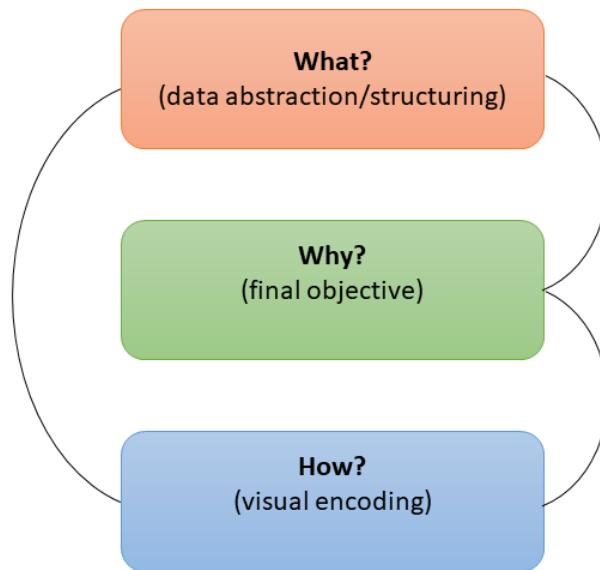 What?
(data abstraction/structuring)
Why?
(final objective)
How?
(visual encoding)